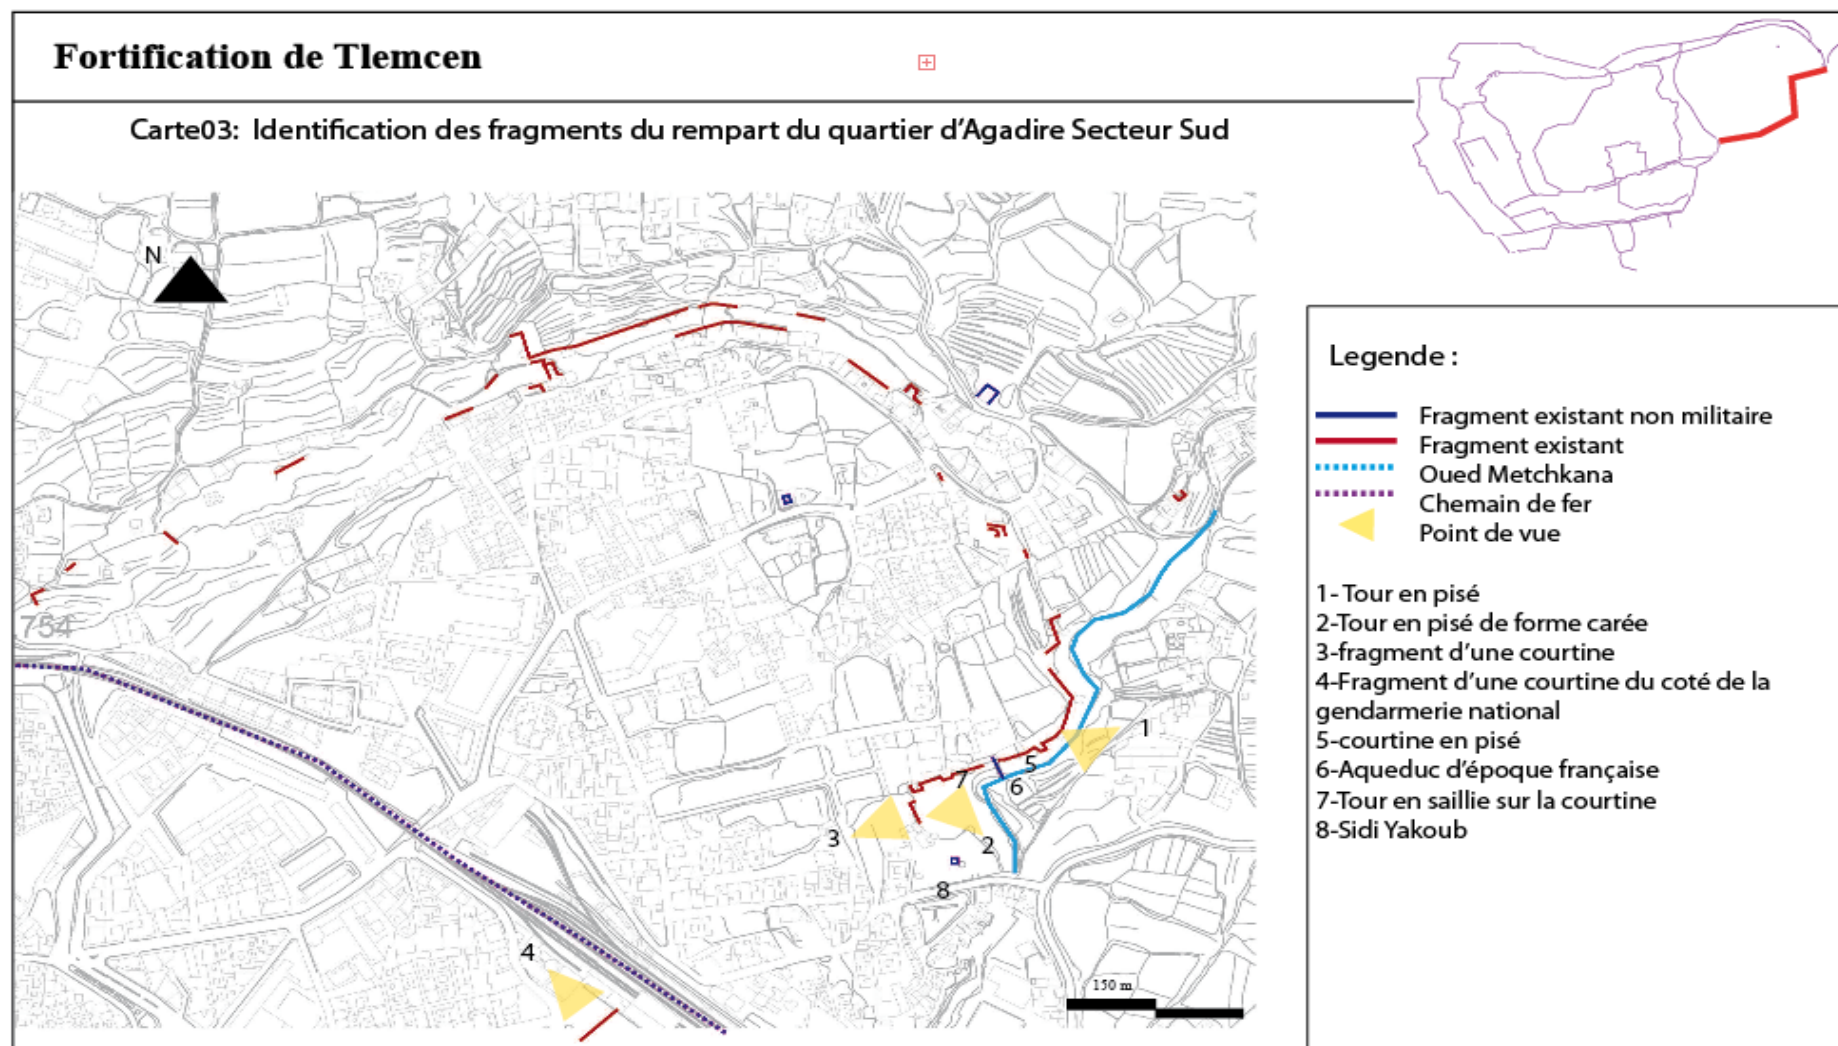 Fortification de Tlemcen
Carte03: Identification des fragments du rempart du quartier d'Agadire Secteur Sud
N
754
1
5
7
6
3
2
8
4
150 m
Legende :
Fragment existant non militaire
Fragment existant
Oued Metchkana
Chemain de fer
Point de vue
1- Tour en pisé
2-Tour en pisé de forme carée
3-fragment d'une courtine
4-Fragment d'une courtine du coté de la
gendarmerie national
5-courtine en pisé
6-Aqueduc d'époque française
7-Tour en saillie sur la courtine
8-Sidi Yakoub